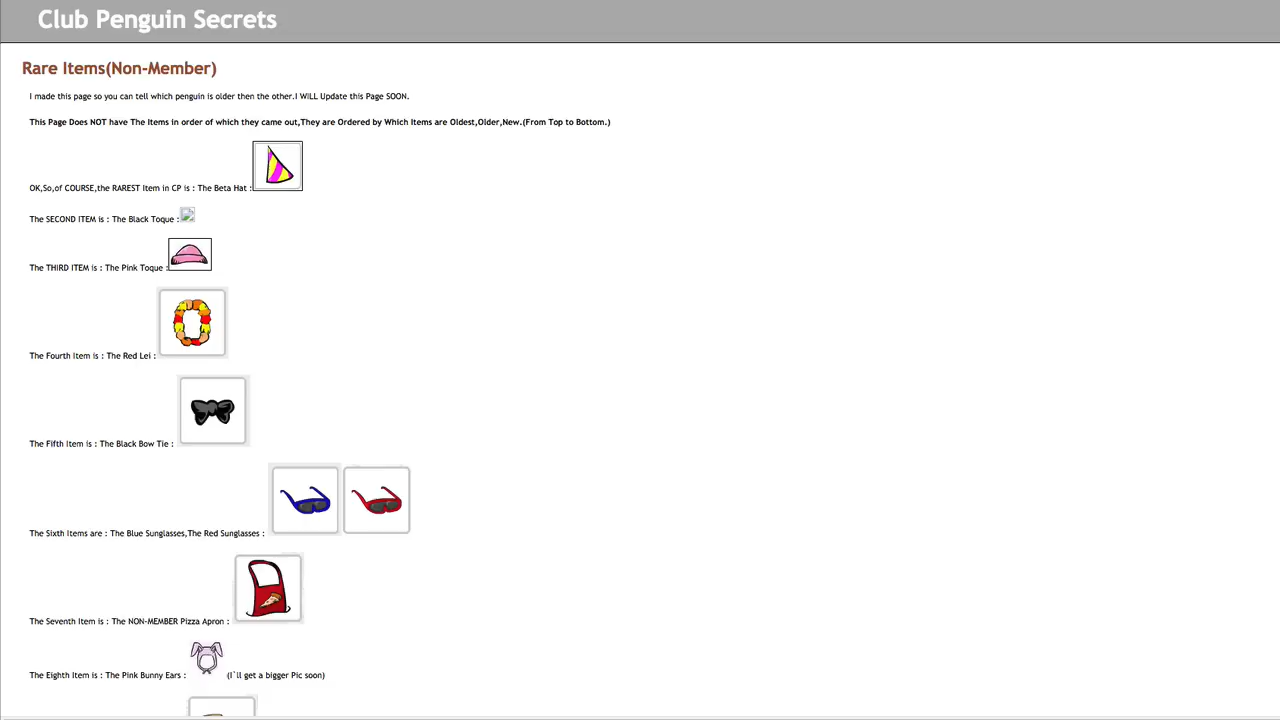 Club Penguin Secrets
Rare Items(Non-Member)
I made this page so you can tell which penguin is older then the other.I WILL Update this Page SOON.
This Page Does NOT have The Items in order of which they came out,They are Ordered by Which Items are Oldest,Older,New.(From Top to Bottom.)
OK,So,of COURSE,the RAREST Item in CP is : The Beta Hat :
The SECOND ITEM is : The Black Toque :
The THIRD ITEM is : The Pink Toque :
The Fourth Item is : The Red Lei :
The Fifth Item is : The Black Bow Tie :
The Sixth Items are : The Blue Sunglasses,The Red Sunglasses :
The Seventh Item is : The NON-MEMBER Pizza Apron :
The Eighth Item is : The Pink Bunny Ears : (I`ll get a bigger Pic soon)